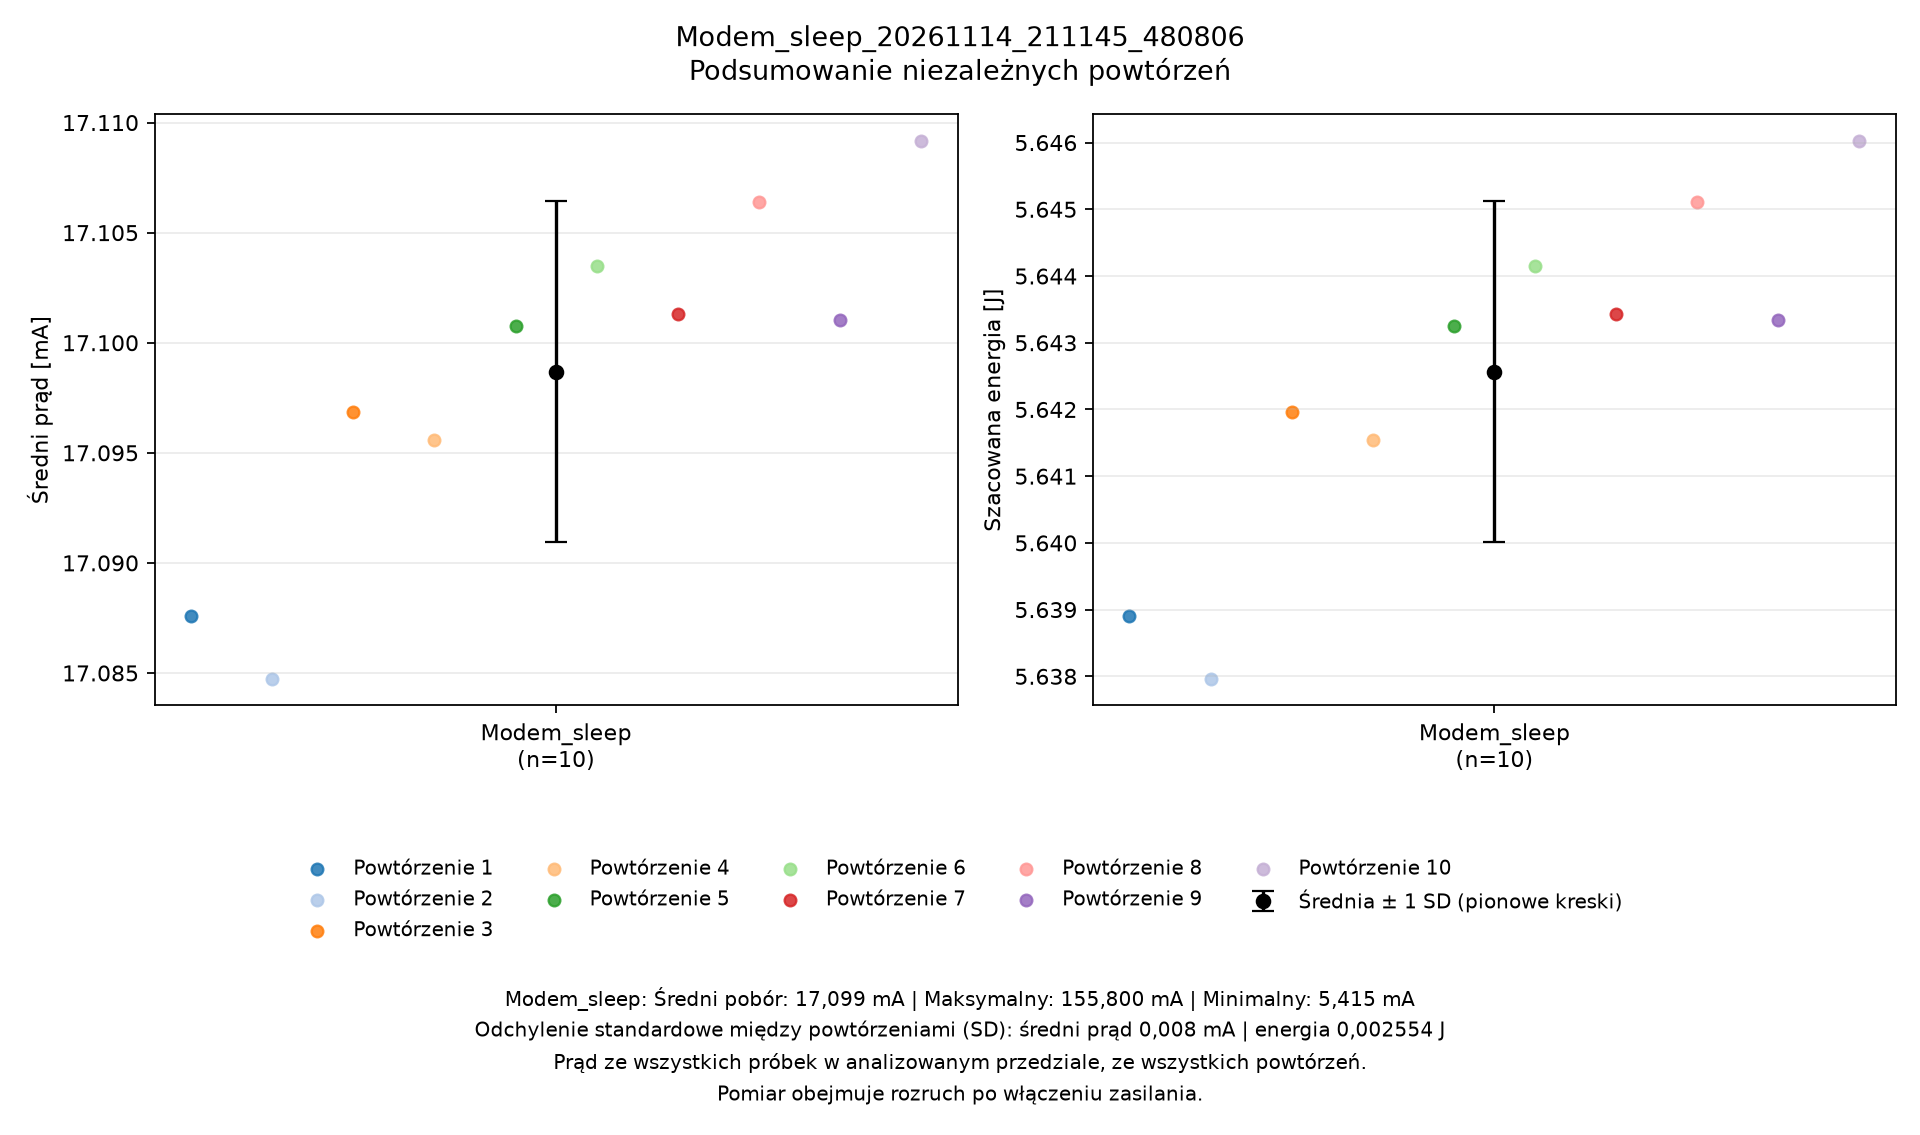 Modem_sleep_20261114_211145_480806
Podsumowanie niezależnych powtórzeń
Średni prąd [mA]
17.110
17.105
17.100
17.095
17.090
17.085
Modem_sleep
(n=10)
Szacowana energia [J]
5.646
5.645
5.644
5.643
5.642
5.641
5.640
5.639
5.638
Modem_sleep
(n=10)
Powtórzenie 1
Powtórzenie 2
Powtórzenie 3
Powtórzenie 4
Powtórzenie 5
Powtórzenie 6
Powtórzenie 7
Powtórzenie 8
Powtórzenie 9
Powtórzenie 10
Średnia ± 1 SD (pionowe kreski)
Modem_sleep: Średni pobór: 17,099 mA | Maksymalny: 155,800 mA | Minimalny: 5,415 mA
Odchylenie standardowe między powtórzeniami (SD): średni prąd 0,008 mA | energia 0,002554 J
Prąd ze wszystkich próbek w analizowanym przedziale, ze wszystkich powtórzeń.
Pomiar obejmuje rozruch po włączeniu zasilania.